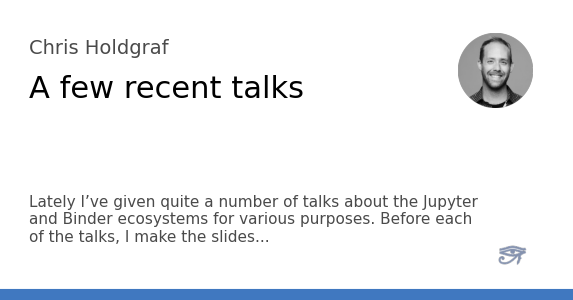 Chris Holdgraf
A few recent talks
Lately I’ve given quite a number of talks about the Jupyter
and Binder ecosystems for various purposes. Before each
of the talks, I make the slides...